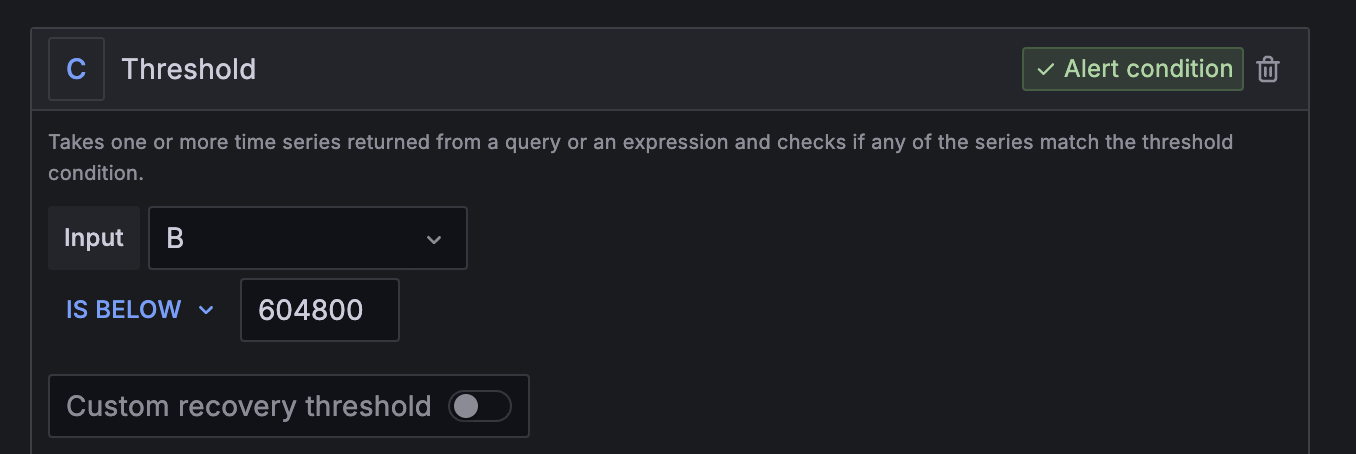 C Threshold ✓ Alert condition
Takes one or more time series returned from a query or an expression and checks if any of the series match the threshold
condition.
Input B
IS BELOW 604800
Custom recovery threshold